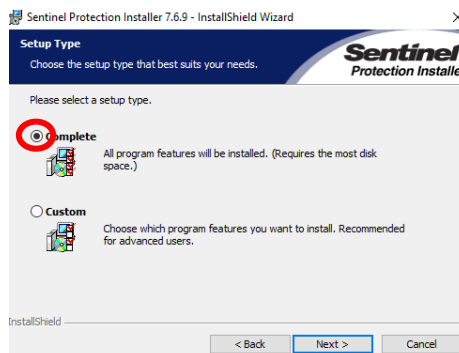 Sentinel Protection Installer 7.6.9 - InstallShield Wizard
Setup Type
Choose the setup type that best suits your needs.
Sentinel
Protection Installe
Please select a setup type.
Complete
All program features will be installed. (Requires the most disk
space.)
Custom
Choose which program features you want to install. Recommended
for advanced users.
InstallShield
< Back Next > Cancel